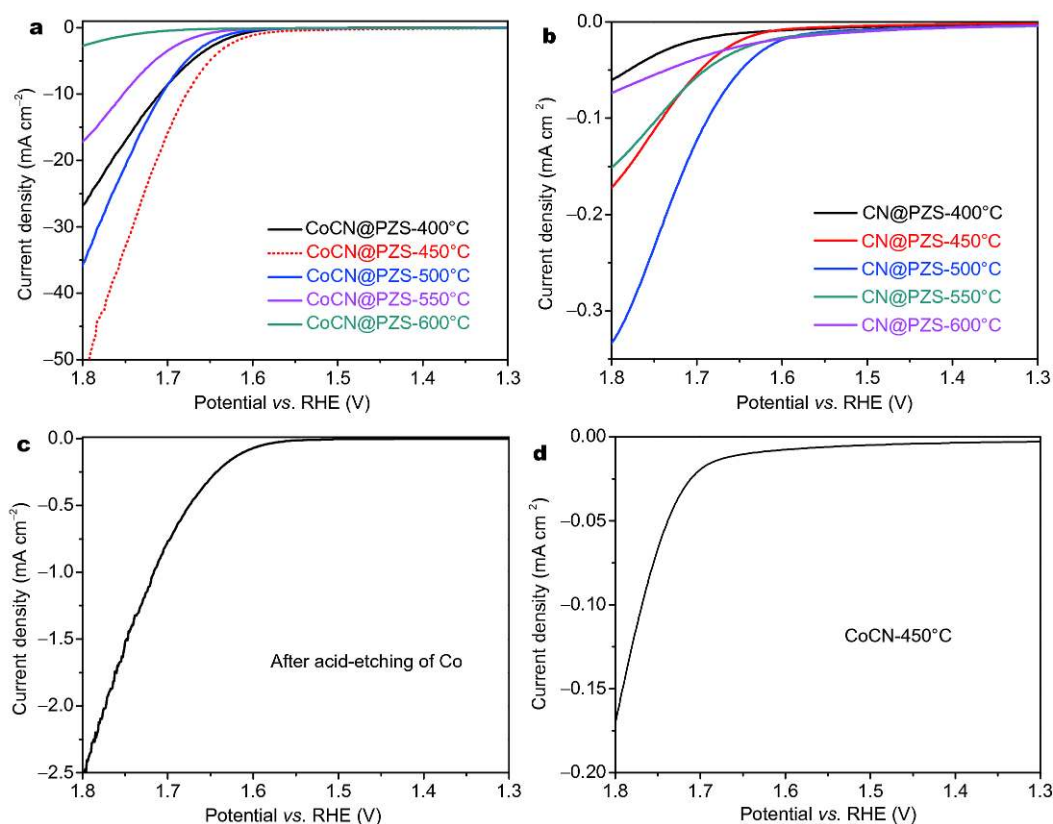 a
0
–10
–20
–30
–40
–50
Current density (mA cm⁻²)
CoCN@PZS-400°C
CoCN@PZS-450°C
CoCN@PZS-500°C
CoCN@PZS-550°C
CoCN@PZS-600°C
1.8 1.7 1.6 1.5 1.4 1.3
Potential vs. RHE (V)
b
0.0
–0.1
–0.2
–0.3
Current density (mA cm²)
CN@PZS-400°C
CN@PZS-450°C
CN@PZS-500°C
CN@PZS-550°C
CN@PZS-600°C
1.8 1.7 1.6 1.5 1.4 1.3
Potential vs. RHE (V)
c
0.0
–0.5
–1.0
–1.5
–2.0
–2.5
Current density (mA cm⁻²)
After acid-etching of Co
1.8 1.7 1.6 1.5 1.4 1.3
Potential vs. RHE (V)
d
0.00
–0.05
–0.10
–0.15
–0.20
Current density (mA cm²)
CoCN-450°C
1.8 1.7 1.6 1.5 1.4 1.3
Potential vs. RHE (V)